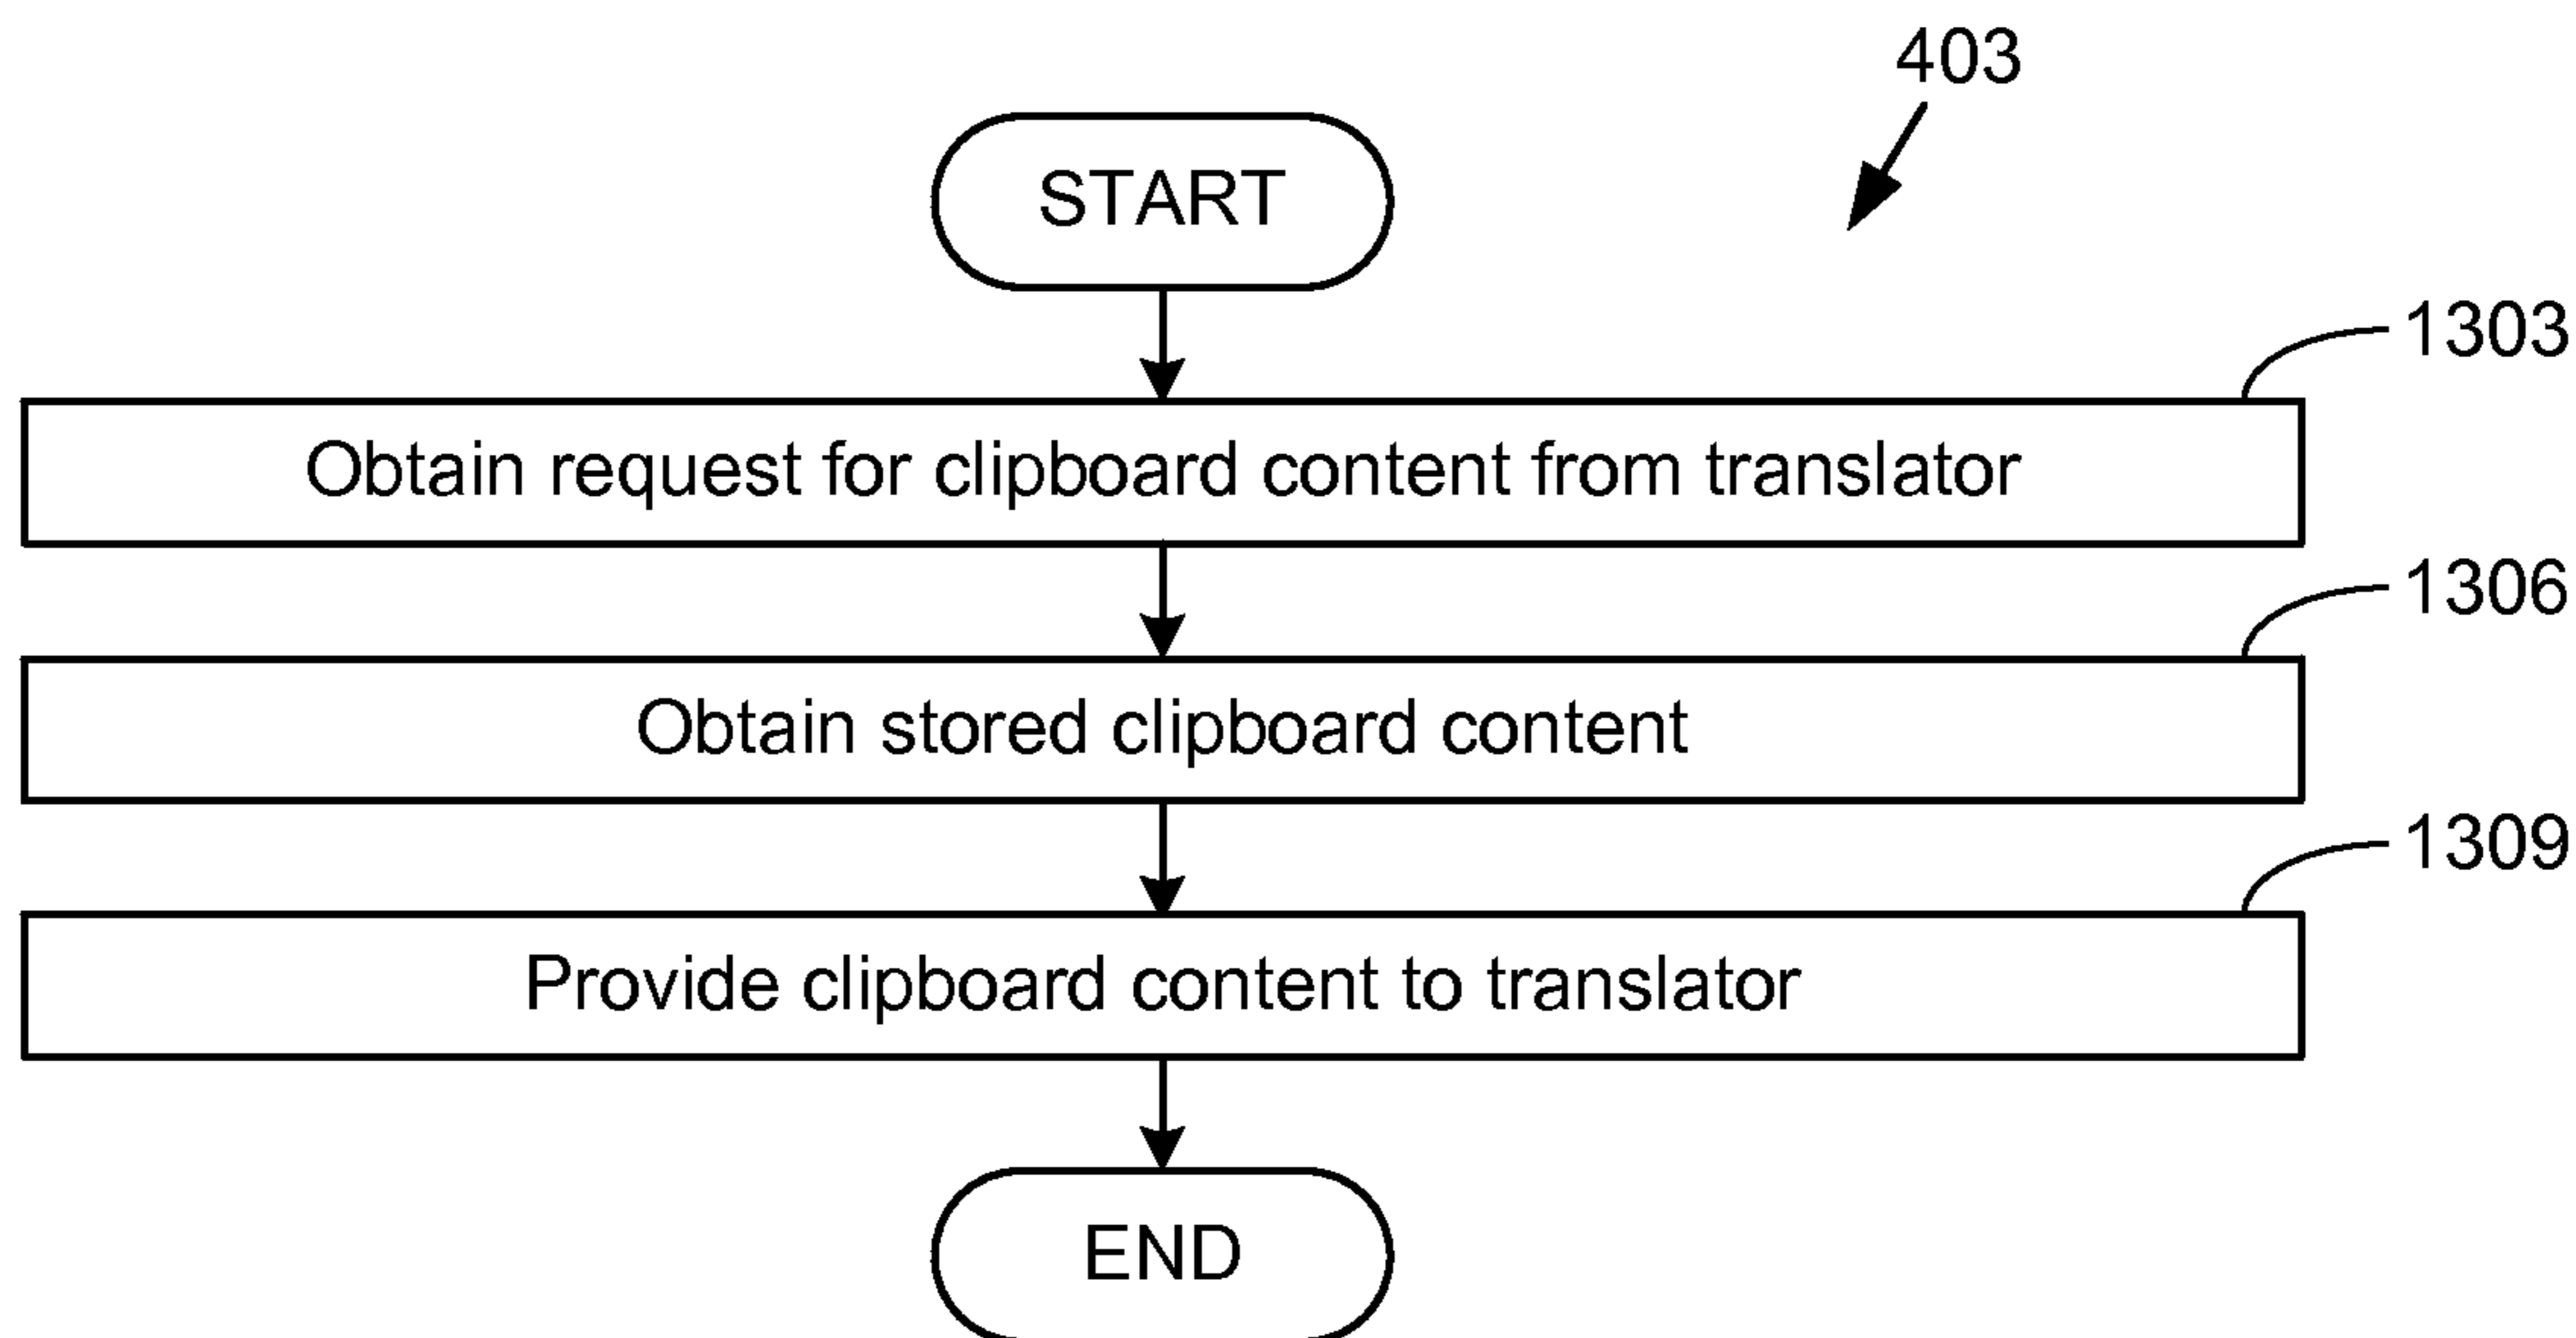 403
START
1303
Obtain request for clipboard content from translator
1306
Obtain stored clipboard content
1309
Provide clipboard content to translator
END